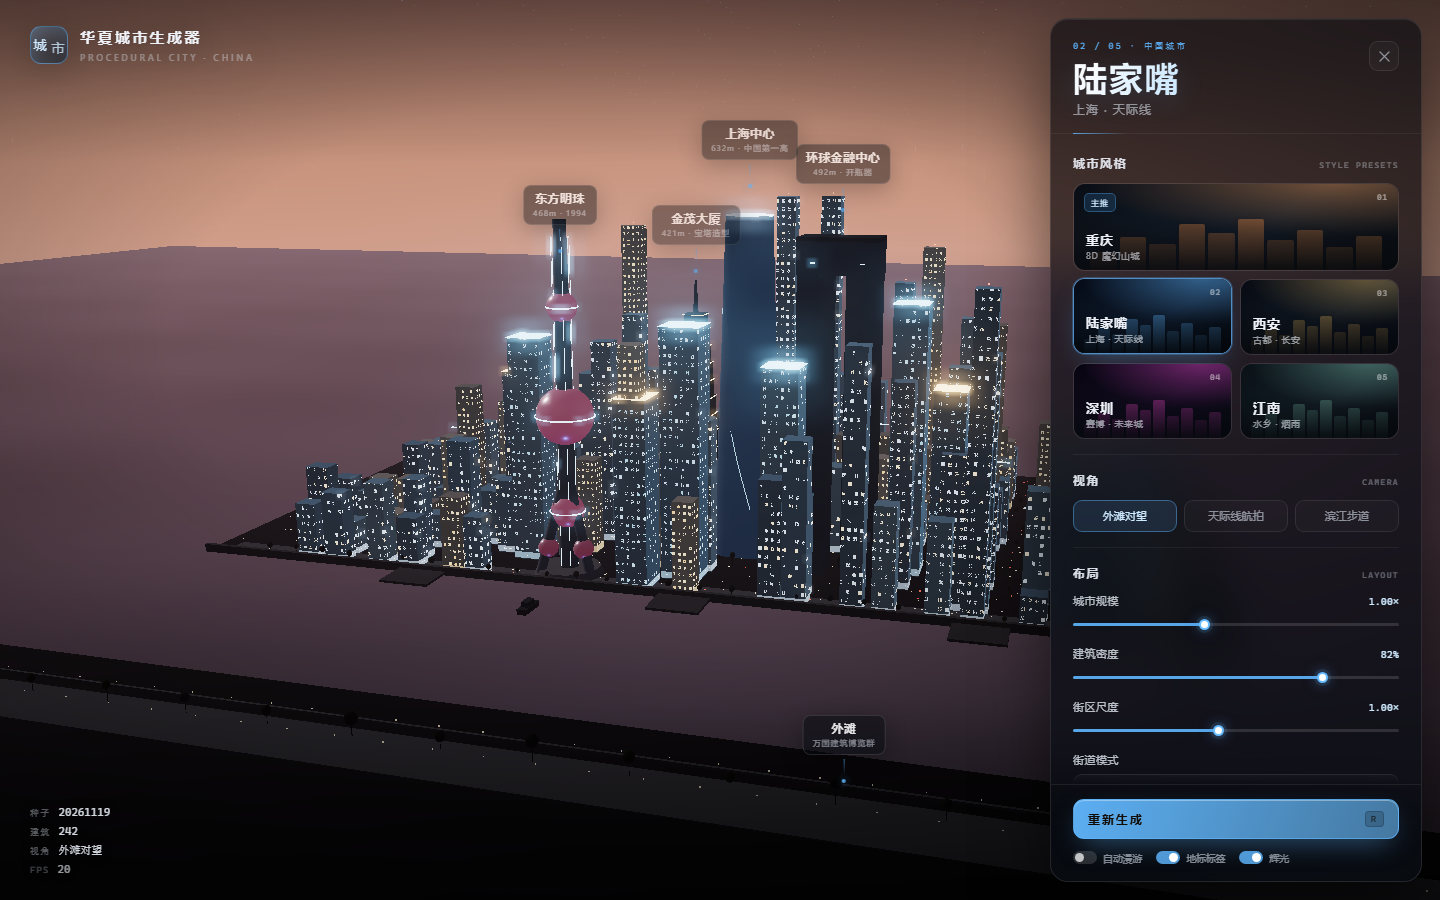 城市
华夏城市生成器
PROCEDURAL CITY · CHINA
上海中心
632m · 中国第一高
环球金融中心
492m · 开瓶器
东方明珠
468m · 1994
金茂大厦
421m · 宝塔造型
外滩
万国建筑博览群
种子 20261119
建筑 242
视角 外滩对望
FPS 20
02 / 05 · 中国城市
陆家嘴
上海 · 天际线
城市风格 STYLE PRESETS
主推 01
重庆
8D 魔幻山城
02
陆家嘴
上海 · 天际线
03
西安
古都 · 长安
04
深圳
赛博 · 未来城
05
江南
水乡 · 烟雨
视角 CAMERA
外滩对望 天际线航拍 滨江步道
布局 LAYOUT
城市规模 1.00×
建筑密度 82%
街区尺度 1.00×
街道模式
重新生成 R
自动漫游 地标标签 辉光